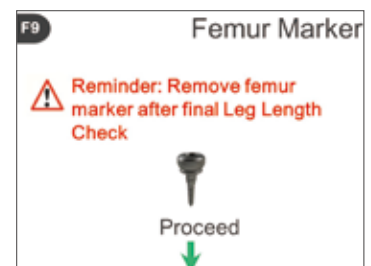 F9
Femur Marker
Reminder: Remove femur
marker after final Leg Length
Check
Proceed